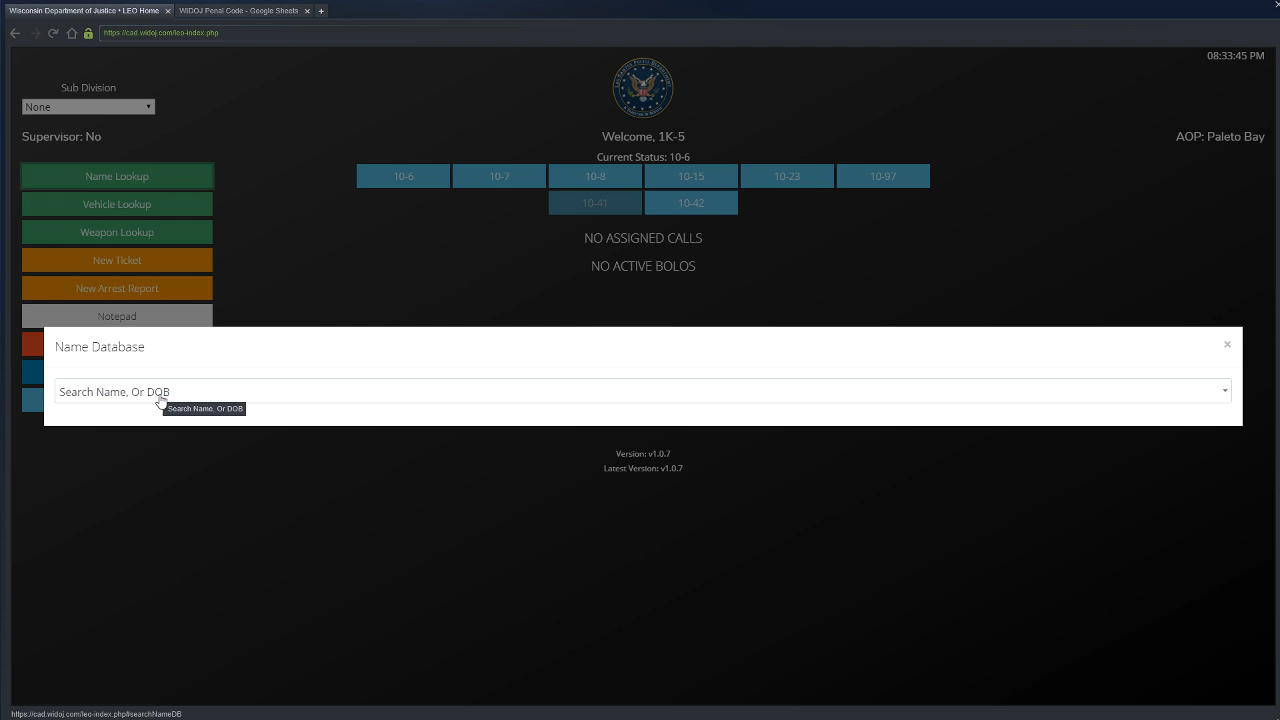 Wisconsin Department of Justice • LEO Home ×
WIDOJ Penal Code - Google Sheets ×
+
https://cad.widoj.com/leo-index.php
08:33:45 PM
Sub Division
None
Supervisor: No
Welcome, 1K-5
AOP: Paleto Bay
Current Status: 10-6
Name Lookup
10-6
10-7
10-8
10-15
10-23
10-97
Vehicle Lookup
10-41
10-42
Weapon Lookup
NO ASSIGNED CALLS
New Ticket
NO ACTIVE BOLOS
New Arrest Report
Notepad
Name Database
×
Search Name, Or DOB
Search Name, Or DOB
Version: v1.0.7
Latest Version: v1.0.7
https://cad.widoj.com/leo-index.php#searchNameDB